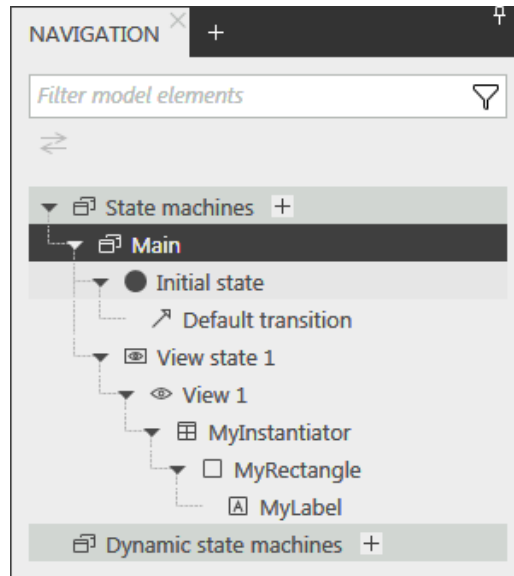 NAVIGATION
Filter model elements
State machines
Main
Initial state
Default transition
View state 1
View 1
MyInstantiator
MyRectangle
A MyLabel
Dynamic state machines